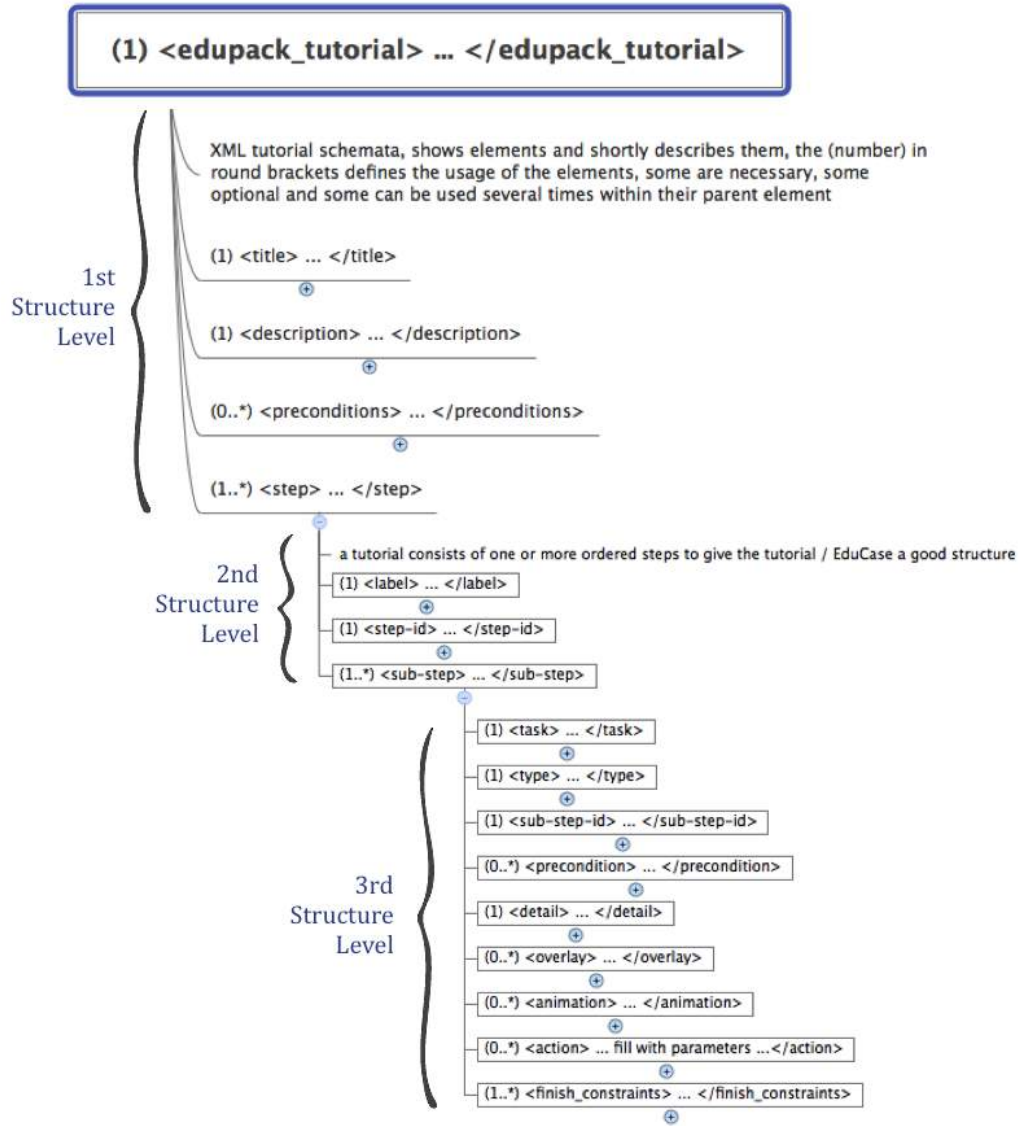 (1) <edupack_tutorial> ... </edupack_tutorial>
XML tutorial schemata, shows elements and shortly describes them, the (number) in
round brackets defines the usage of the elements, some are necessary, some
optional and some can be used several times within their parent element
(1) <title> ... </title>
1st
Structure
Level
(1) <description> ... </description>
(0..*) <preconditions> ... </preconditions>
(1..*) <step> ... </step>
a tutorial consists of one or more ordered steps to give the tutorial / EduCase a good structure
2nd
Structure
Level
(1) <label> ... </label>
(1) <step-id> ... </step-id>
(1..*) <sub-step> ... </sub-step>
(1) <task> ... </task>
(1) <type> ... </type>
(1) <sub-step-id> ... </sub-step-id>
(0..*) <precondition> ... </precondition>
3rd
Structure
Level
(1) <detail> ... </detail>
(0..*) <overlay> ... </overlay>
(0..*) <animation> ... </animation>
(0..*) <action> ... fill with parameters ...</action>
(1..*) <finish_constraints> ... </finish_constraints>